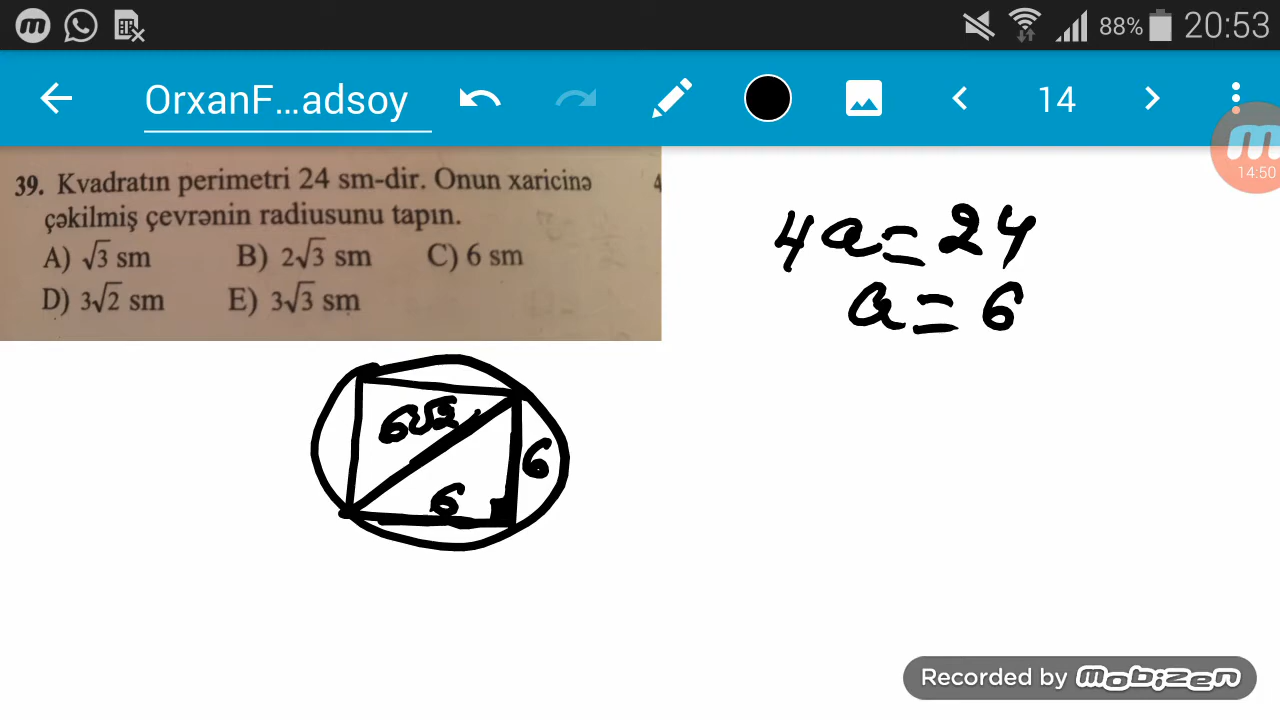 88% 20:53
OrxanF...adsoy 14
14:50
39. Kvadratın perimetri 24 sm-dir. Onun xaricinə
çəkilmiş çevrənin radiusunu tapın.
A) √3 sm B) 2√3 sm C) 6 sm
D) 3√2 sm E) 3√3 sm
4
4a=24
a=6
6√2
6
6
Recorded by mobizen